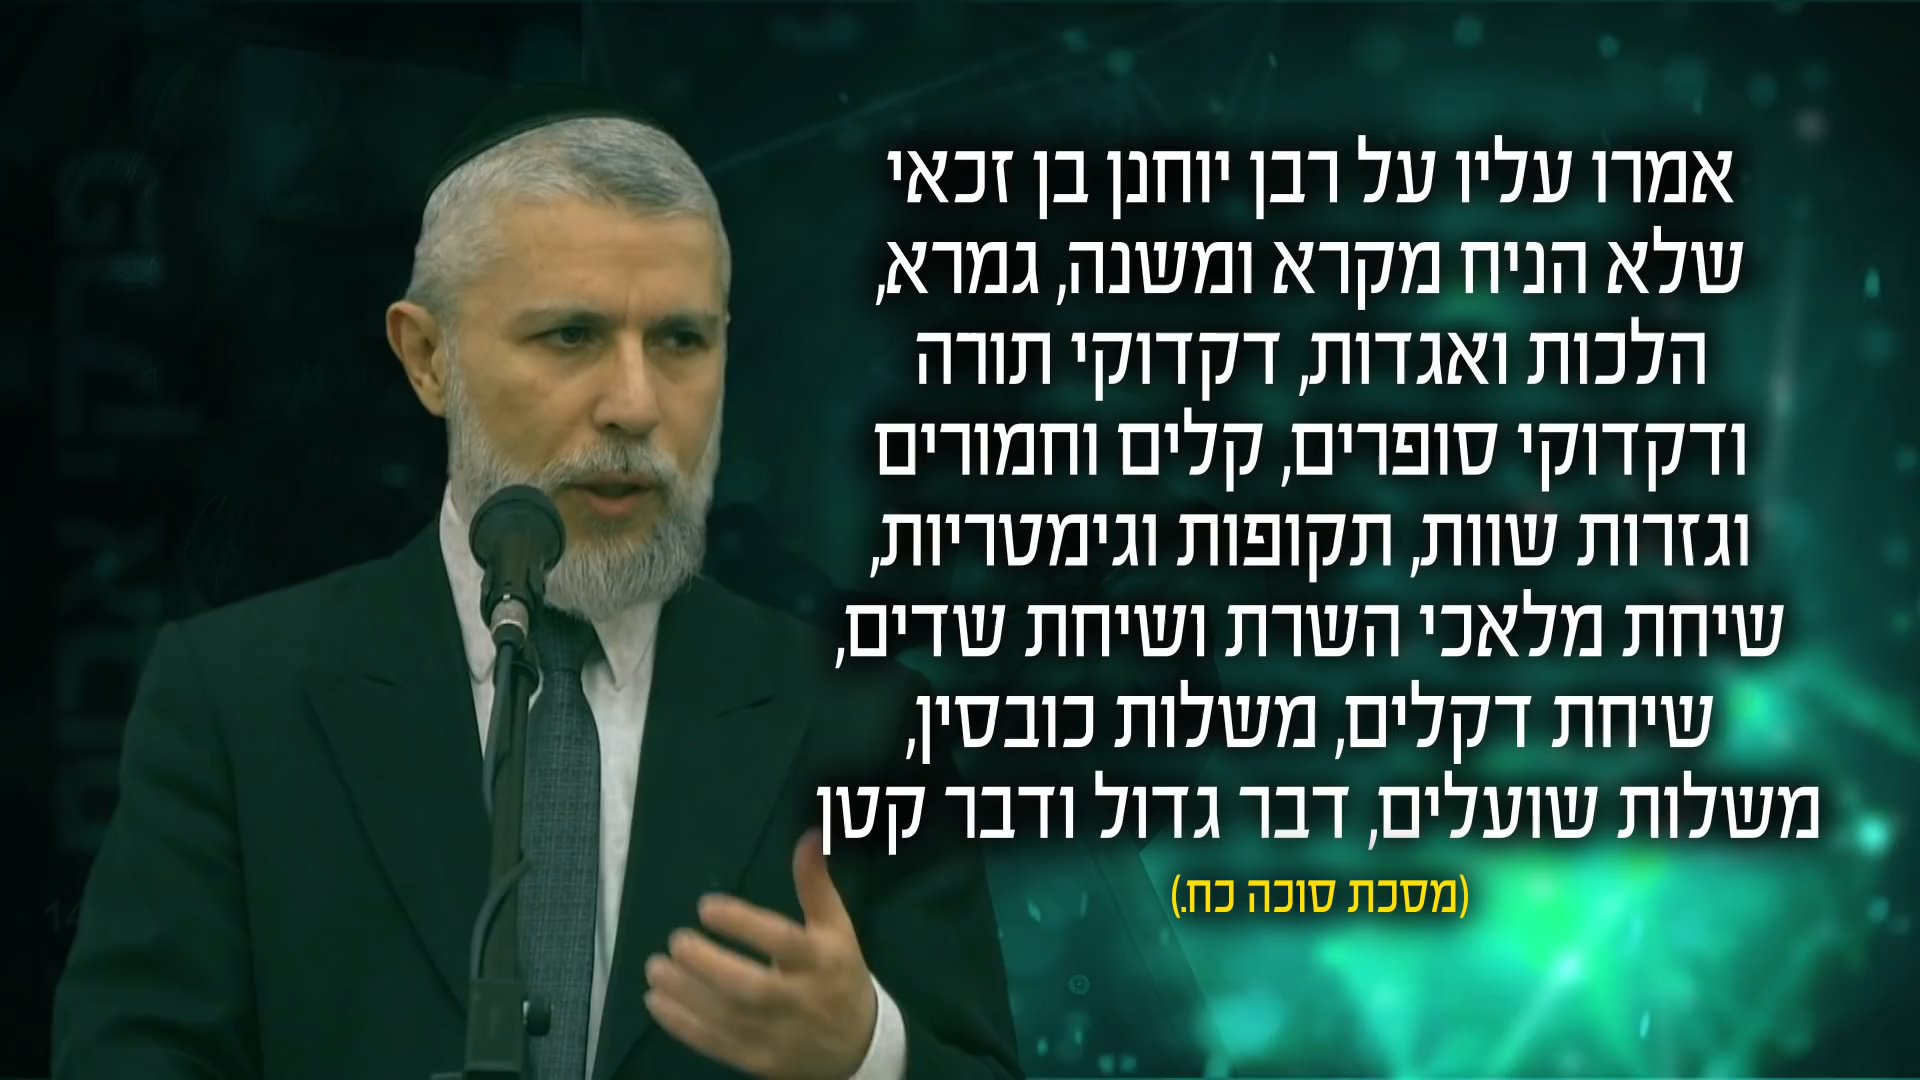 אמרו עליו על רבן יוחנן בן זכאי
שלא הניח מקרא ומשנה, גמרא,
הלכות ואגדות, דקדוקי תורה
ודקדוקי סופרים, קלים וחמורים
וגזרות שוות, תקופות וגימטריות,
שיחת מלאכי השרת ושיחת שדים,
שיחת דקלים, משלות כובסין,
משלות שועלים, דבר גדול ודבר קטן
(מסכת סוכה כח.)